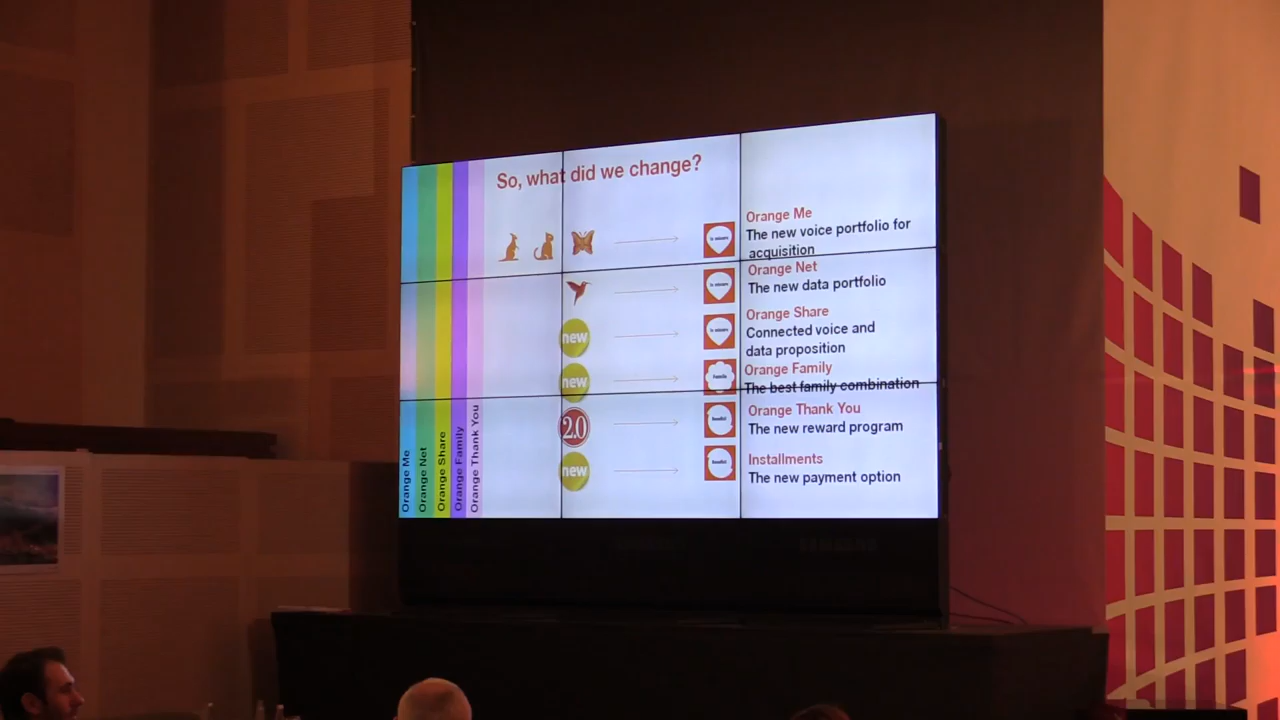 So, what did we change?
Orange Me
The new voice portfolio for
acquisition
Orange Net
new
The new data portfolio
Orange Share
Connected voice and
data proposition
new
Family
Orange Family
The best family combination
2.0
Orange Thank You
The new reward program
new
Installments
The new payment option
Orange Me
Orange Net
Orange Share
Orange Family
Orange Thank You